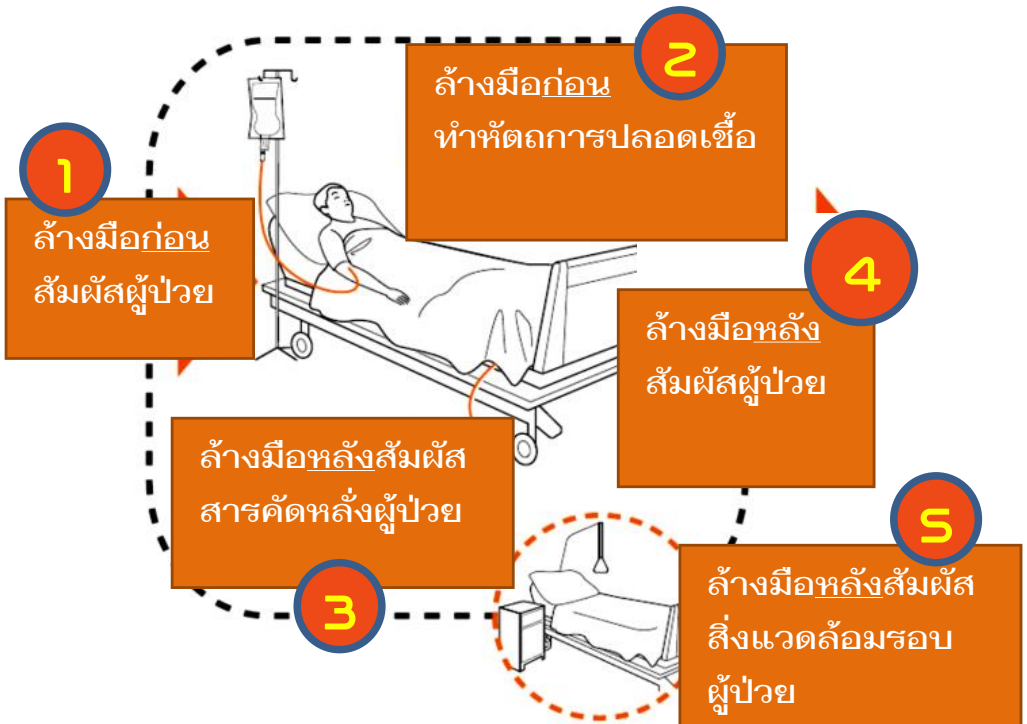 1
ล้างมือก่อน
สัมผัสผู้ป่วย
2
ล้างมือก่อน
ทำหัตถการปลอดเชื้อ
3
ล้างมือหลังสัมผัส
สารคัดหลั่งผู้ป่วย
4
ล้างมือหลัง
สัมผัสผู้ป่วย
5
ล้างมือหลังสัมผัส
สิ่งแวดล้อมรอบ
ผู้ป่วย